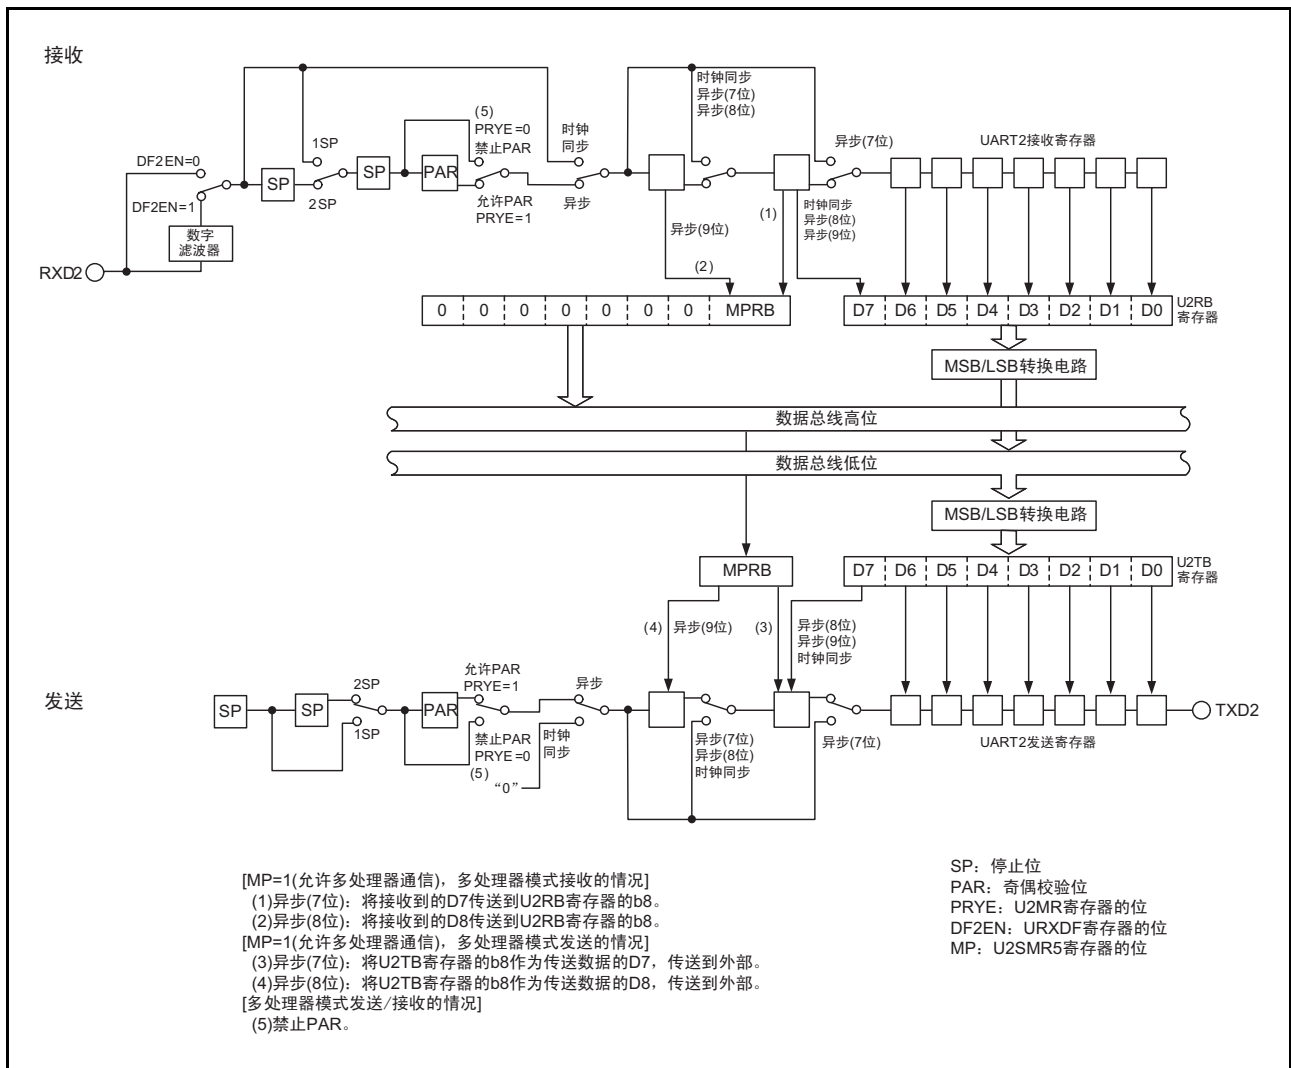 接收
DF2EN=0
DF2EN=1
数字
滤波器
RXD2
SP
1SP
2SP
SP
(5)
PRYE=0
禁止PAR
PAR
允许PAR
PRYE=1
时钟
同步
异步
时钟同步
异步(7位)
异步(8位)
异步(9位)
(2)
(1)
异步(7位)
时钟同步
异步(8位)
异步(9位)
UART2接收寄存器
0 0 0 0 0 0 0 MPRB
D7 D6 D5 D4 D3 D2 D1 D0
U2RB
寄存器
MSB/LSB转换电路
数据总线高位
数据总线低位
MSB/LSB转换电路
MPRB
D7 D6 D5 D4 D3 D2 D1 D0
U2TB
寄存器
(4)
异步(9位)
(3)
异步(8位)
异步(9位)
时钟同步
发送
SP
SP
2SP
1SP
PAR
允许PAR
PRYE=1
禁止PAR
PRYE=0
(5)
“0”
异步
时钟
同步
异步(7位)
异步(8位)
时钟同步
异步(7位)
UART2发送寄存器
TXD2
[MP=1(允许多处理器通信)，多处理器模式接收的情况]
(1)异步(7位)：将接收到的D7传送到U2RB寄存器的b8。
(2)异步(8位)：将接收到的D8传送到U2RB寄存器的b8。
[MP=1(允许多处理器通信)，多处理器模式发送的情况]
(3)异步(7位)：将U2TB寄存器的b8作为传送数据的D7，传送到外部。
(4)异步(8位)：将U2TB寄存器的b8作为传送数据的D8，传送到外部。
[多处理器模式发送/接收的情况]
(5)禁止PAR。
SP：停止位
PAR：奇偶校验位
PRYE：U2MR寄存器的位
DF2EN：URXDF寄存器的位
MP：U2SMR5寄存器的位